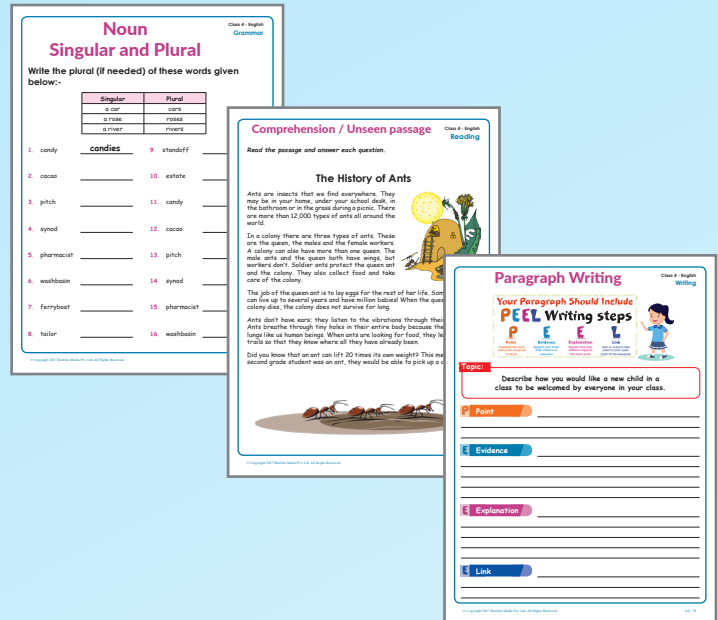 Noun
Singular and Plural
Class 4 - English
Grammar
Write the plural (if needed) of these words given
below:-
Singular Plural
a car cars
a rose roses
a river rivers
1. candy candies
2. cacao
3. pitch
4. synod
5. pharmacist
6. washbasin
7. ferryboat
8. tailor
9. standoff
10. estate
11. candy
12. cacao
13. pitch
14. synod
15. pharmacist
16. washbasin
Comprehension / Unseen passage
Class 4 - English
Reading
Read the passage and answer each question.
The History of Ants
Ants are insects that we find everywhere. They
may be in your home, under your school desk, in
the bathroom or in the grass during a picnic. There
are more than 12,000 types of ants all around the
world.
In a colony there are three types of ants. These
are the queen, the males and the female workers.
A colony can also have more than one queen. The
male ants and the queen both have wings, but
workers don't. Soldier ants protect the queen ant
and the colony. They also collect food and take
care of the colony.
The job of the queen ant is to lay eggs for the rest of her life. Som
can live up to several years and have million babies! When the quee
colony dies, the colony does not survive for long.
Ants don't have ears; they listen to the vibrations through thei
Ants breathe through tiny holes in their entire body because the
lungs like us human beings. When ants are looking for food, they le
trails so that they know where all they have already been.
Did you know that an ant can lift 20 times its own weight? This me
second grade student was an ant, they would be able to pick up a c
Paragraph Writing
Class 4 - English
Writing
Your Paragraph Should Include
PEEL Writing steps
P E E L
Point Evidence Explanation Link
Topic:
Describe how you would like a new child in a
class to be welcomed by everyone in your class.
P Point
E Evidence
E Explanation
E Link